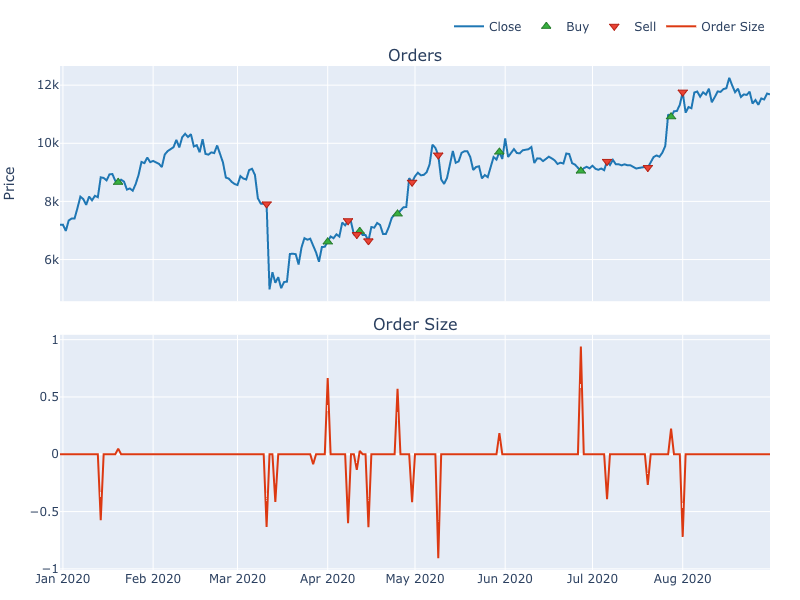 Close Buy Sell Order Size
Orders
12k
10k
8k
6k
Price
Order Size
1
0.5
0
−0.5
−1
Jan 2020 Feb 2020 Mar 2020 Apr 2020 May 2020 Jun 2020 Jul 2020 Aug 2020